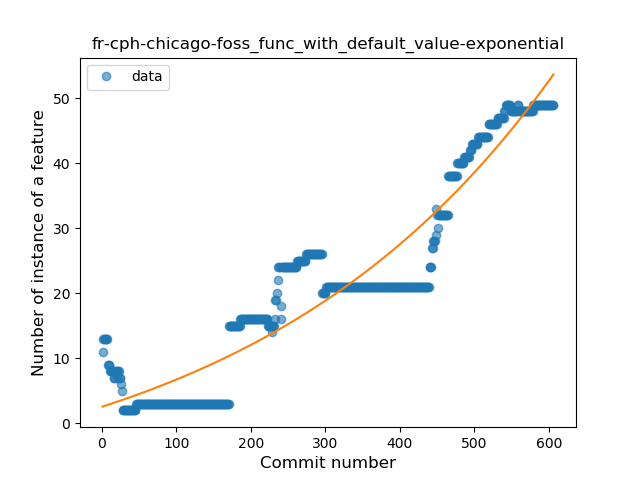 fr-cph-chicago-foss_func_with_default_value-exponential
data
Number of instance of a feature
50
40
30
20
10
0
0 100 200 300 400 500 600
Commit number